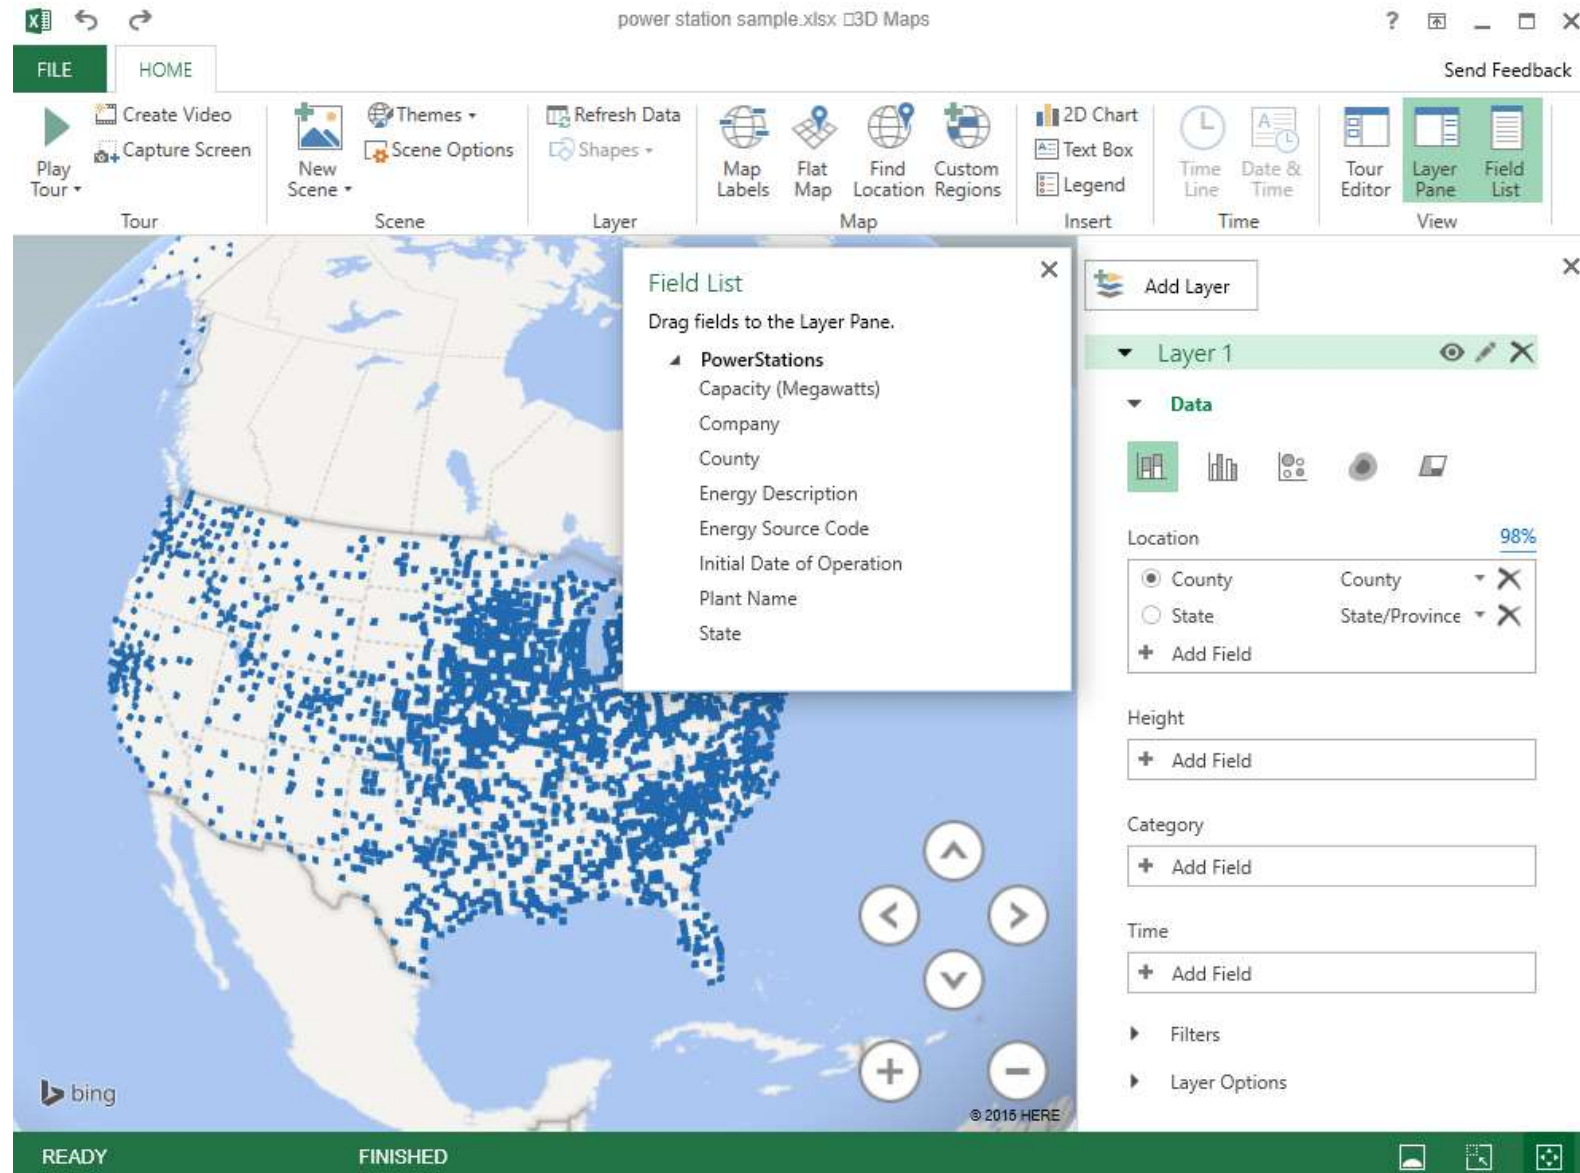 power station sample.xlsx □3D Maps
?
FILE
HOME
Send Feedback
Play Tour
Create Video
Capture Screen
Tour
New Scene
Themes
Scene Options
Scene
Refresh Data
Shapes
Layer
Map Labels
Flat Map
Find Location
Custom Regions
Map
2D Chart
Text Box
Legend
Insert
Time Line
Date & Time
Time
Tour Editor
Layer Pane
Field List
View
Field List
Drag fields to the Layer Pane.
PowerStations
Capacity (Megawatts)
Company
County
Energy Description
Energy Source Code
Initial Date of Operation
Plant Name
State
Add Layer
Layer 1
Data
Location 98%
County County
State State/Province
Add Field
Height
Add Field
Category
Add Field
Time
Add Field
Filters
Layer Options
bing
© 2015 HERE
READY FINISHED